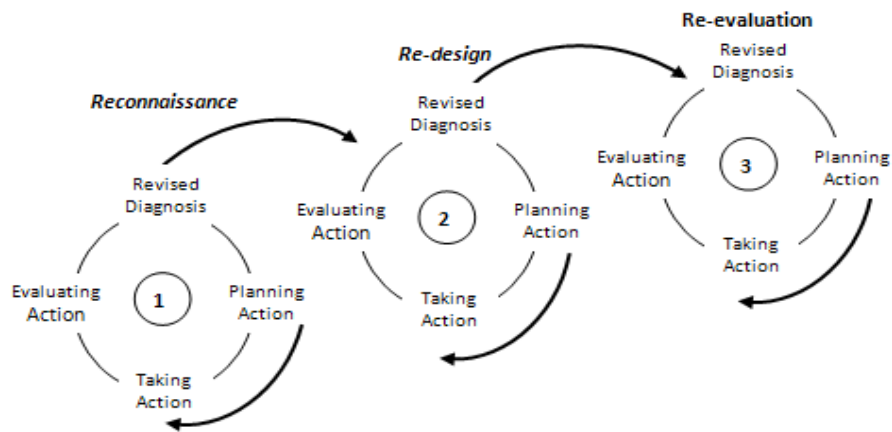 Reconnaissance
Revised
Diagnosis
Evaluating
Action
1
Planning
Action
Taking
Action
Re-design
Revised
Diagnosis
Evaluating
Action
2
Planning
Action
Taking
Action
Re-evaluation
Revised
Diagnosis
Evaluating
Action
3
Planning
Action
Taking
Action